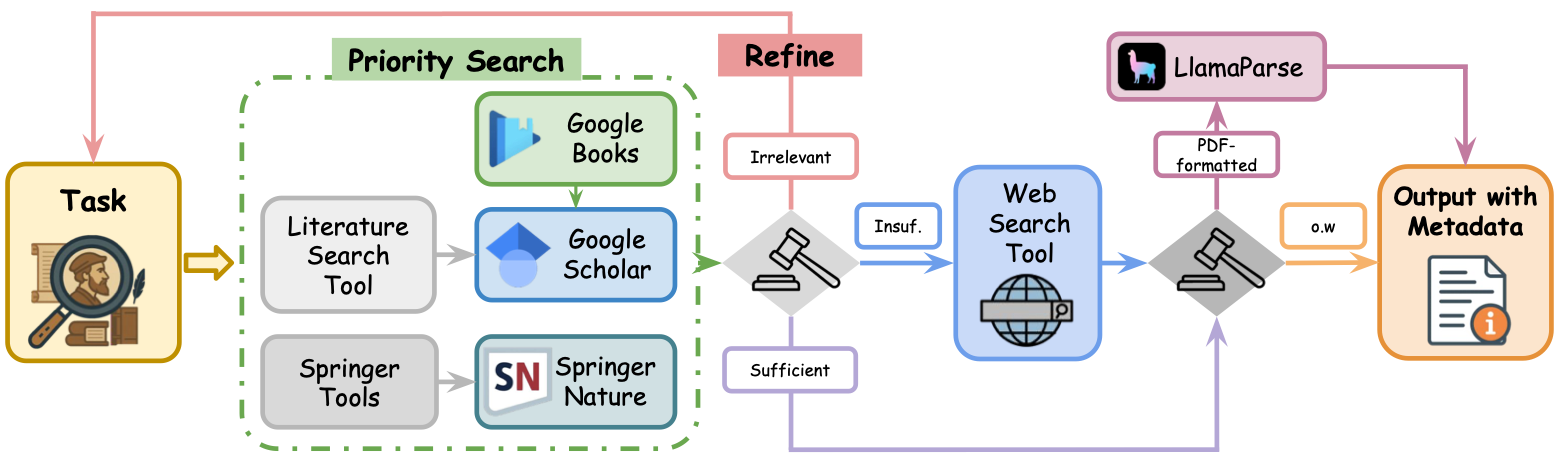 Priority Search
Refine
Task
Google
Books
Literature
Search
Tool
Google
Scholar
Springer
Tools
SN
Springer
Nature
Irrelevant
Insuf.
Sufficient
Web
Search
Tool
LlamaParse
PDF-
formatted
o.w
Output with
Metadata
i